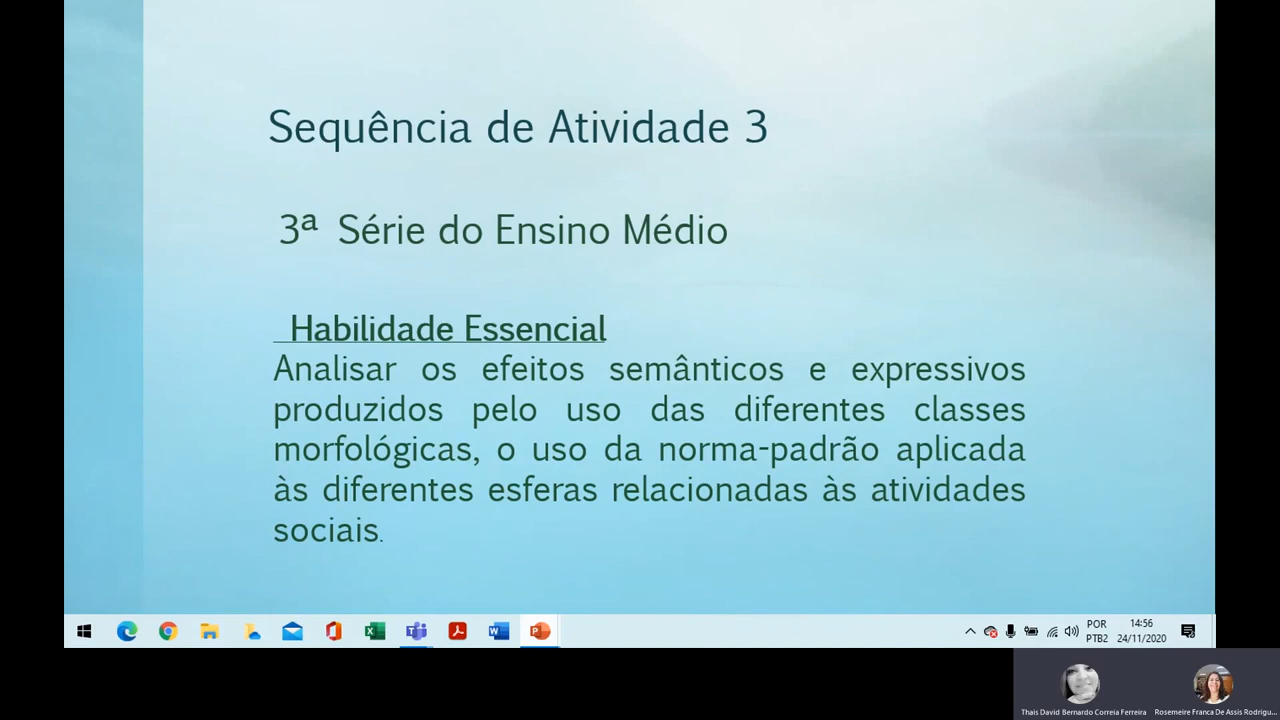 Sequência de Atividade 3
3ª Série do Ensino Médio
Habilidade Essencial
Analisar os efeitos semânticos e expressivos
produzidos pelo uso das diferentes classes
morfológicas, o uso da norma-padrão aplicada
às diferentes esferas relacionadas às atividades
sociais.
POR
PTB2
14:56
24/11/2020
Thais David Bernardo Correia Ferreira
Rosemeire Franca De Assis Rodrigu...